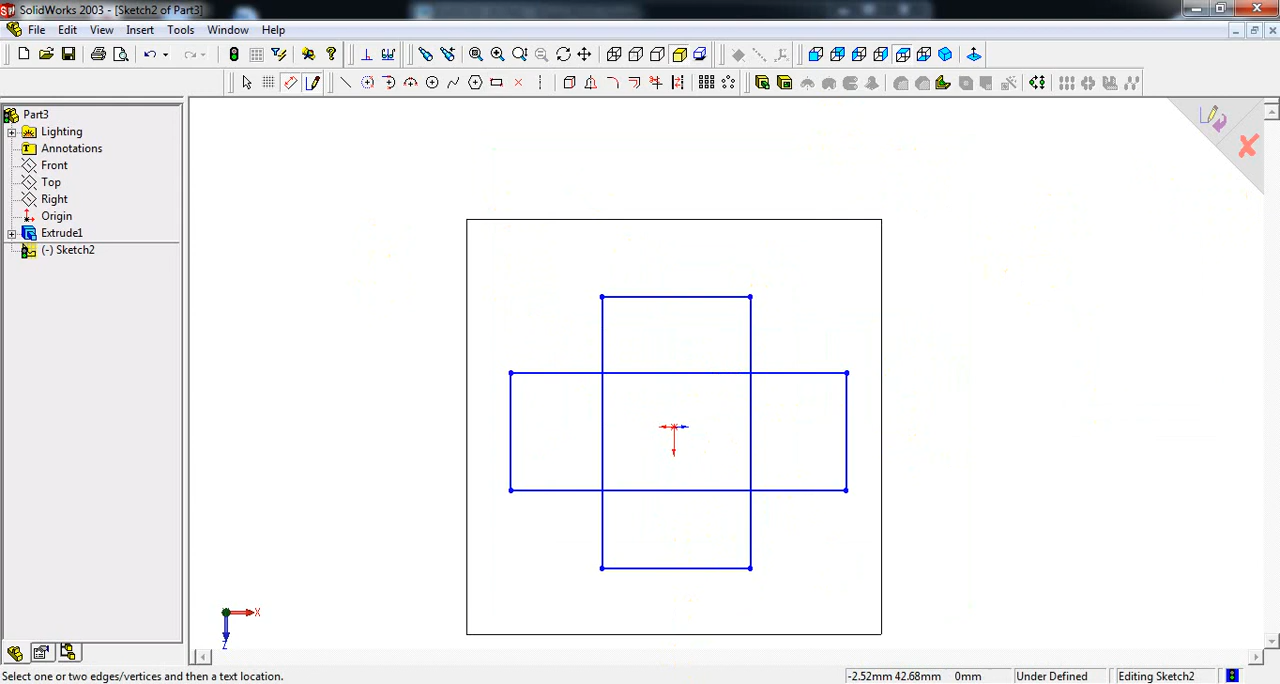 SolidWorks 2003 - [Sketch2 of Part3]
File Edit View Insert Tools Window Help
Part3
Lighting
Annotations
Front
Top
Right
Origin
Extrude1
(-) Sketch2
X
Z
Select one or two edges/vertices and then a text location.
-2.52mm 42.68mm 0mm Under Defined Editing Sketch2